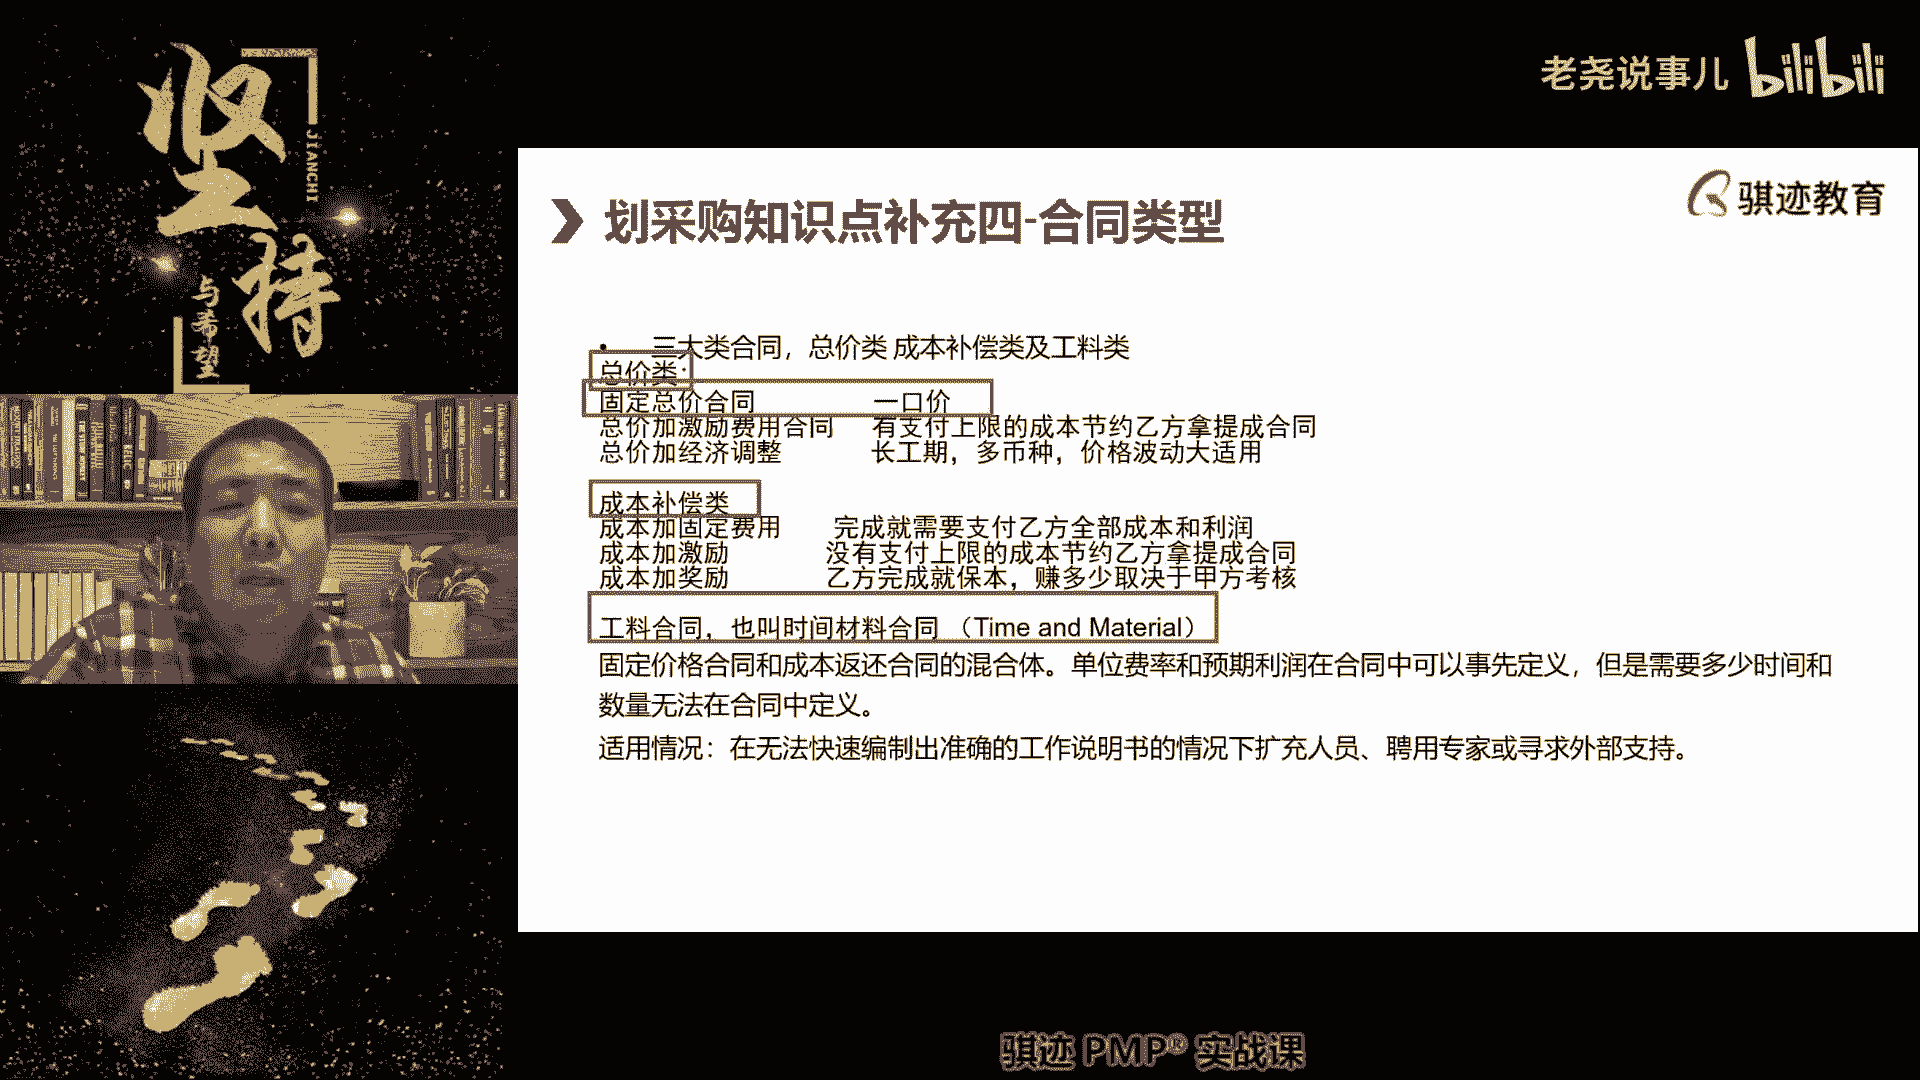 坚持
JIANCHI
与希望
老尧说事儿 bilibili
骐迹教育
划采购知识点补充四-合同类型
• 三大类合同，总价类 成本补偿类及工料类
总价类：
固定总价合同 一口价
总价加激励费用合同 有支付上限的成本节约乙方拿提成合同
总价加经济调整 长工期，多币种，价格波动大适用
成本补偿类
成本加固定费用 完成就需要支付乙方全部成本和利润
成本加激励 没有支付上限的成本节约乙方拿提成合同
成本加奖励 乙方完成就保本，赚多少取决于甲方考核
工料合同，也叫时间材料合同 （Time and Material）
固定价格合同和成本返还合同的混合体。单位费率和预期利润在合同中可以事先定义，但是需要多少时间和
数量无法在合同中定义。
适用情况：在无法快速编制出准确的工作说明书的情况下扩充人员、聘用专家或寻求外部支持。
骐迹 PMP® 实战课